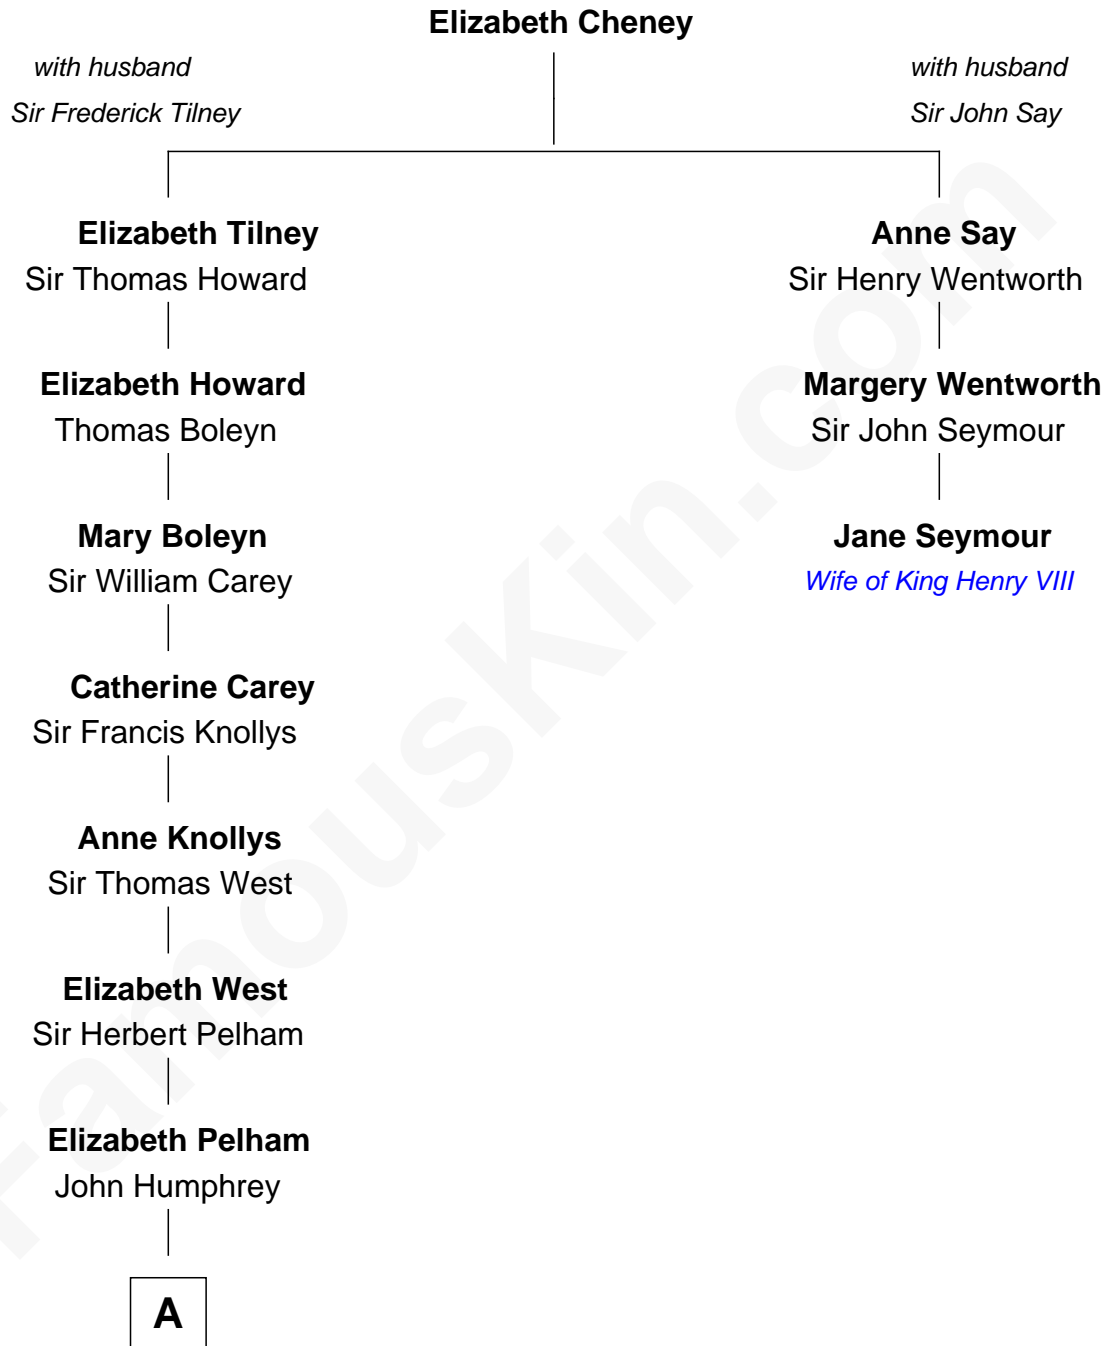 Elizabeth Cheney
with husband
Sir Frederick Tilney
with husband
Sir John Say
Elizabeth Tilney
Sir Thomas Howard
Anne Say
Sir Henry Wentworth
Elizabeth Howard
Thomas Boleyn
Margery Wentworth
Sir John Seymour
Mary Boleyn
Sir William Carey
Jane Seymour
Wife of King Henry VIII
Catherine Carey
Sir Francis Knollys
Anne Knollys
Sir Thomas West
Elizabeth West
Sir Herbert Pelham
Elizabeth Pelham
John Humphrey
A
FamousKin.com